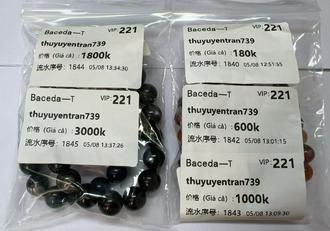 Baceda—T VIP: 221
thuyuyentran739
价格 (Giá cả) : 1800k
流水序号: 1844 05/08 13:34:30
Baceda—T VIP: 221
thuyuyentran739
价格 (Giá cả) : 3000k
流水序号: 1845 05/08 13:37:26
thuyuyentran739
价格 (Giá cả) : 180k
流水序号: 1840 05/08 12:51:55
Baceda—T VIP: 221
thuyuyentran739
价格 (Giá cả) : 600k
流水序号: 1842 05/08 13:01:15
Baceda—T VIP: 221
thuyuyentran739
价格 (Giá cả) : 1000k
流水序号: 1843 05/08 13:09:30